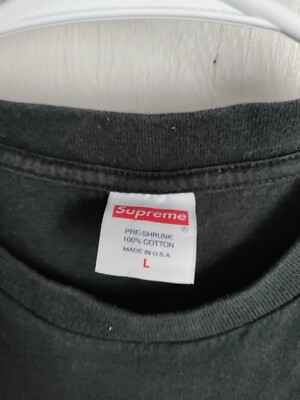 Supreme
®
PRE-SHRUNK
100% COTTON
MADE IN U.S.A.
L